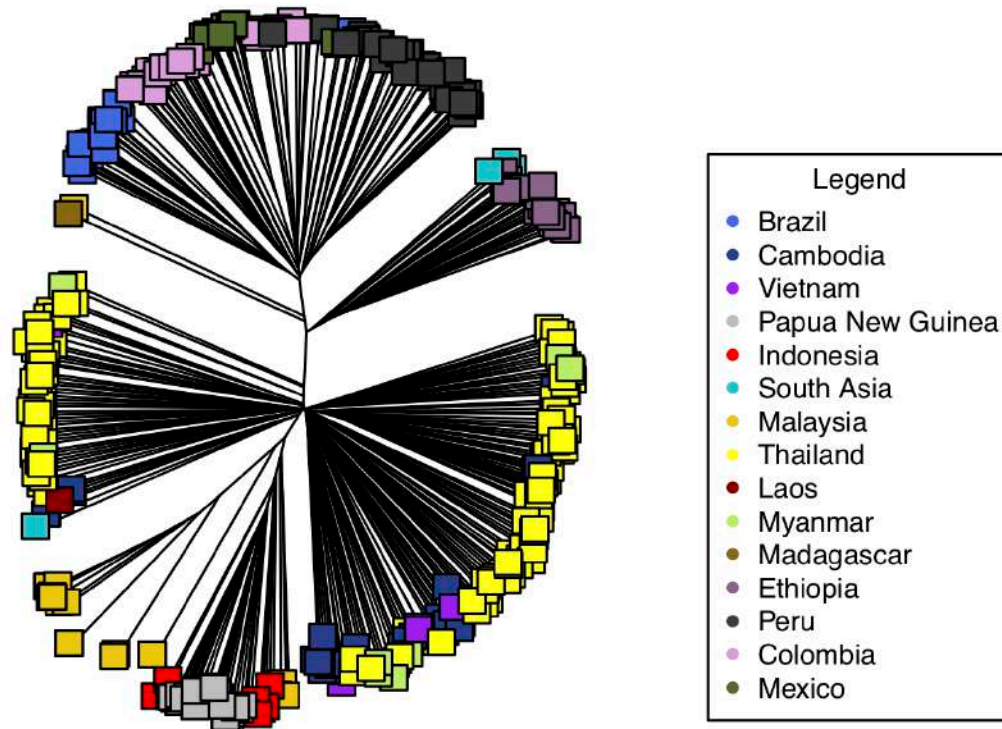 Legend
Brazil
Cambodia
Vietnam
Papua New Guinea
Indonesia
South Asia
Malaysia
Thailand
Laos
Myanmar
Madagascar
Ethiopia
Peru
Colombia
Mexico